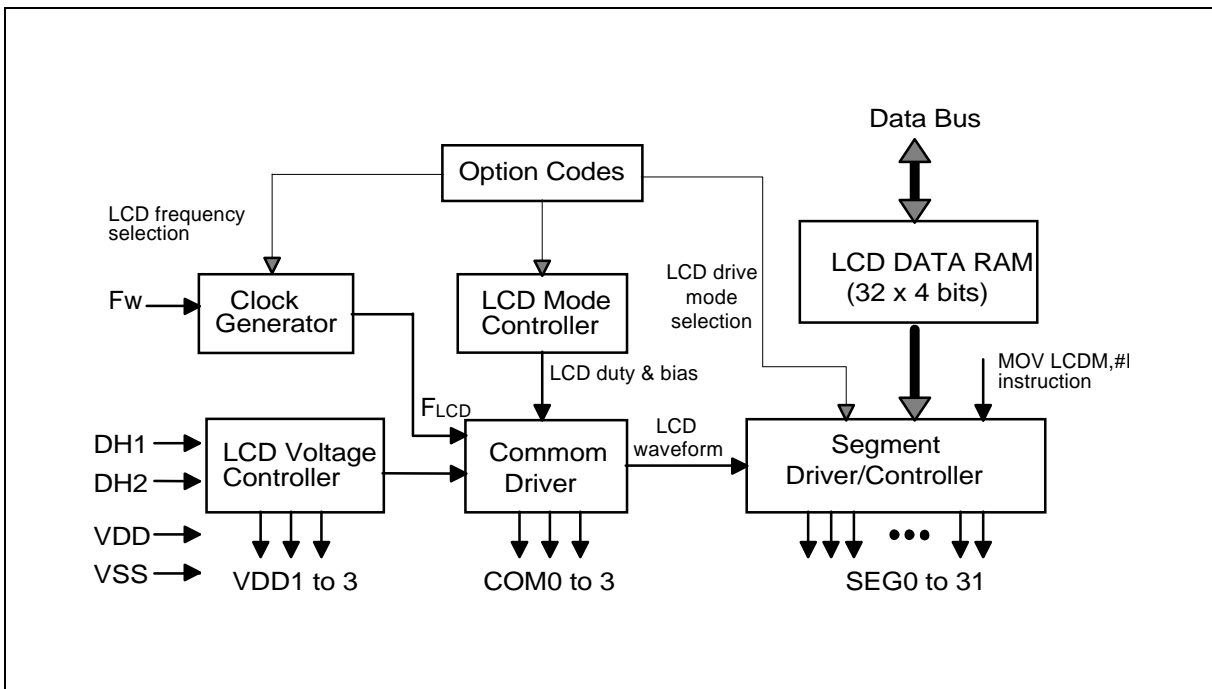 Data Bus
Option Codes
LCD frequency
selection
LCD DATA RAM
(32 x 4 bits)
LCD drive
mode
selection
Fw
Clock
Generator
LCD Mode
Controller
MOV LCDM,#I
instruction
LCD duty & bias
FLCD
DH1
DH2
VDD
VSS
LCD Voltage
Controller
Commom
Driver
LCD
waveform
Segment
Driver/Controller
VDD1 to 3
COM0 to 3
SEG0 to 31